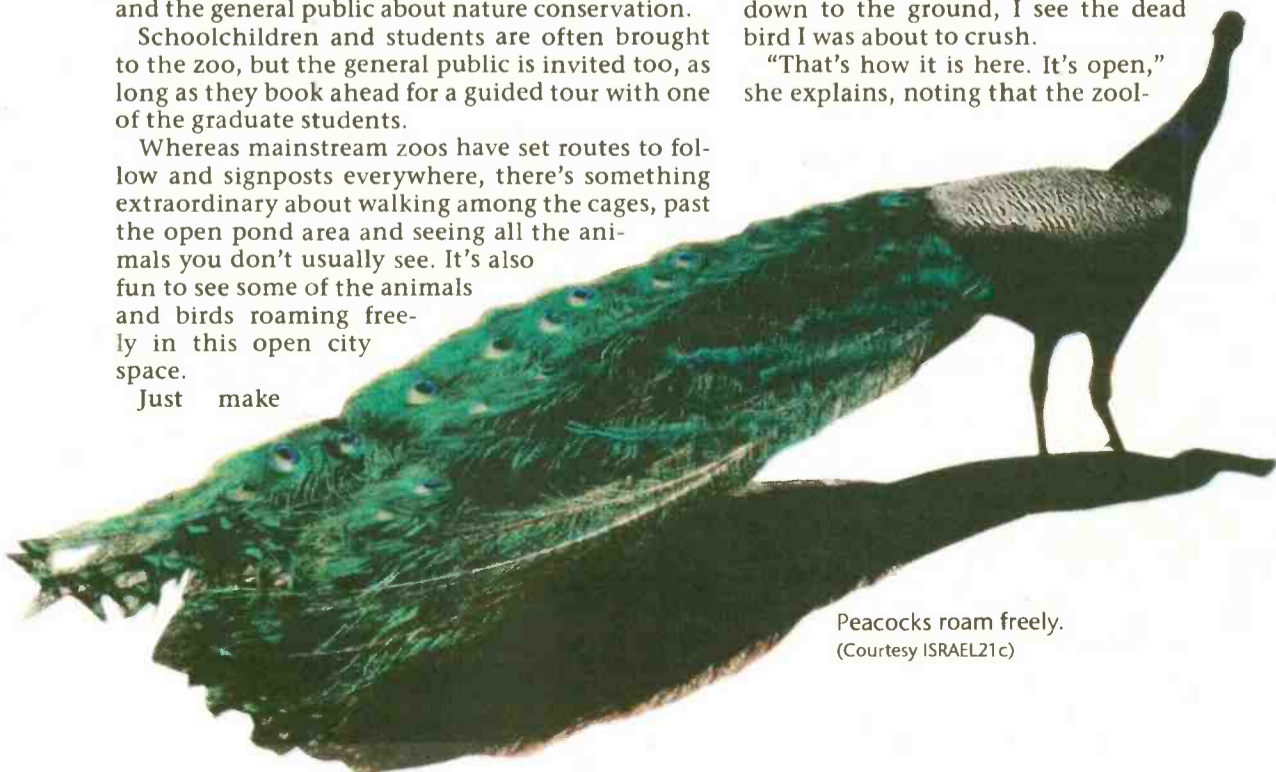 and the general public about nature conservation.
Schoolchildren and students are often brought
to the zoo, but the general public is invited too, as
long as they book ahead for a guided tour with one
of the graduate students.
Whereas mainstream zoos have set routes to fol-
low and signposts everywhere, there's something
extraordinary about walking among the cages, past
the open pond area and seeing all the ani-
mals you don't usually see. It's also
fun to see some of the animals
and birds roaming free-
ly in this open city
space.
Just make
down to the ground, I see the dead
bird I was about to crush.
"That's how it is here. It's open,"
she explains, noting that the zool-
Peacocks roam freely.
(Courtesy ISRAEL21c)